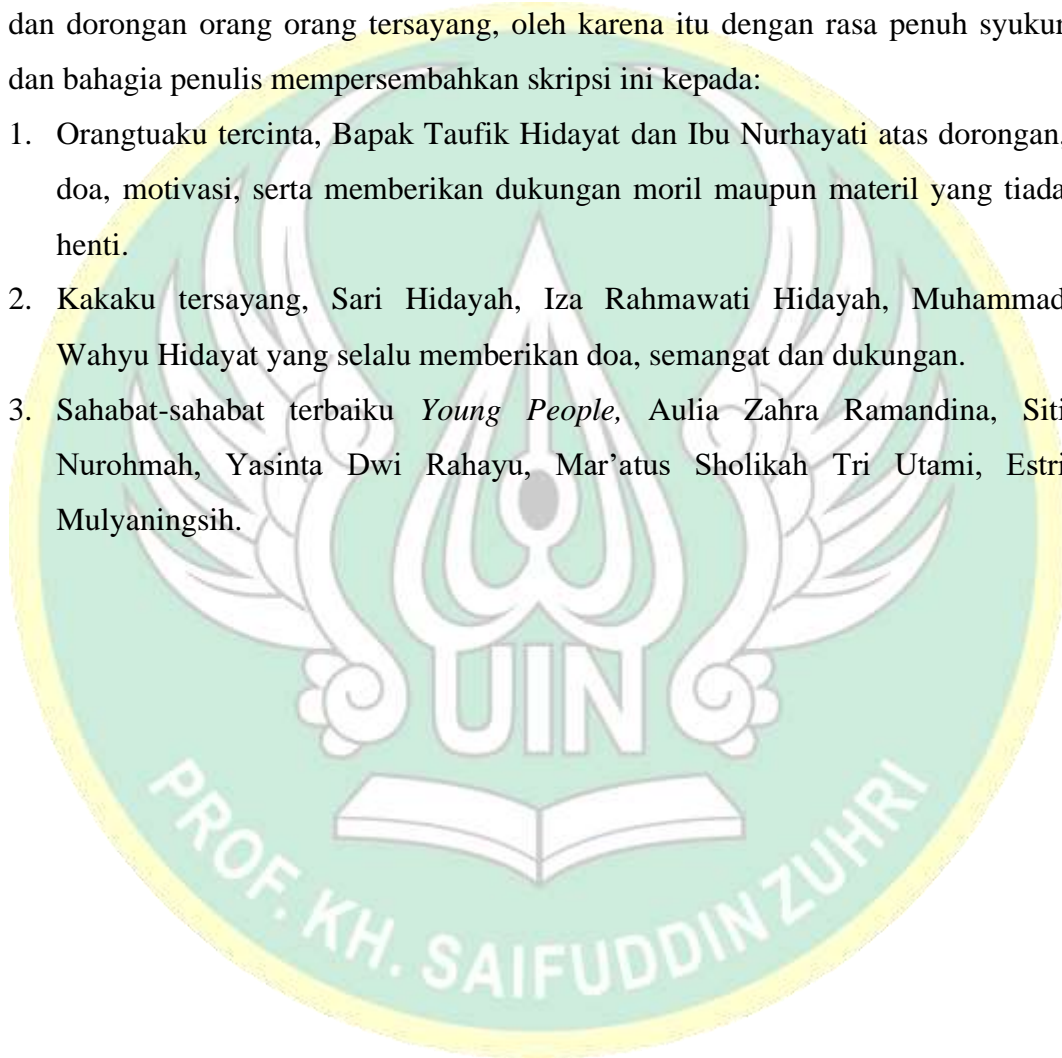 dan dorongan orang orang tersayang, oleh karena itu dengan rasa penuh syukur
dan bahagia penulis mempersembahkan skripsi ini kepada:
1. Orangtuaku tercinta, Bapak Taufik Hidayat dan Ibu Nurhayati atas dorongan,
doa, motivasi, serta memberikan dukungan moril maupun materil yang tiada
henti.
2. Kakaku tersayang, Sari Hidayah, Iza Rahmawati Hidayah, Muhammad
Wahyu Hidayat yang selalu memberikan doa, semangat dan dukungan.
3. Sahabat-sahabat terbaiku Young People, Aulia Zahra Ramandina, Siti
Nurohmah, Yasinta Dwi Rahayu, Mar’atus Sholikah Tri Utami, Estri
Mulyaningsih.
UIN
PROF. KH. SAIFUDDIN ZUHRI